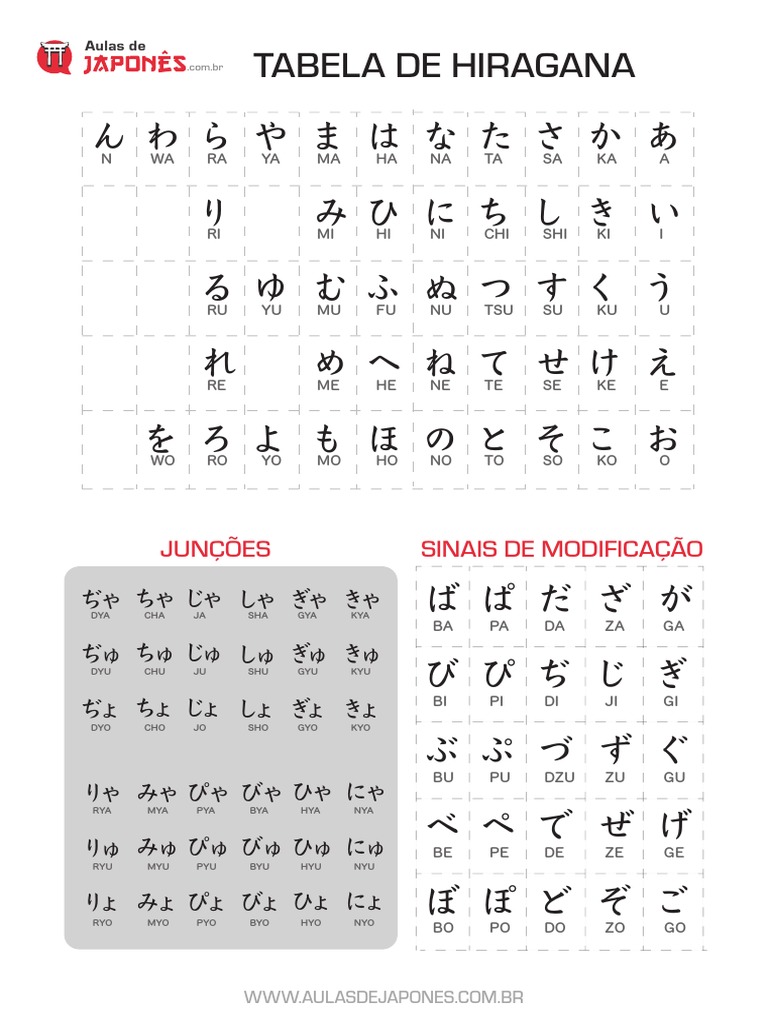 Aulas de
JAPONÊS.com.br
TABELA DE HIRAGANA
ん わ ら や ま は な た さ か あ
N WA RA YA MA HA NA TA SA KA A
り み ひ に ち し き い
RI MI HI NI CHI SHI KI I
る ゆ む ふ ぬ つ す く う
RU YU MU FU NU TSU SU KU U
れ め へ ね て せ け え
RE ME HE NE TE SE KE E
を ろ よ も ほ の と そ こ お
WO RO YO MO HO NO TO SO KO O
JUNÇÕES
ぢゃ ちゃ じゃ しゃ ぎゃ きゃ
DYA CHA JA SHA GYA KYA
ぢゅ ちゅ じゅ しゅ ぎゅ きゅ
DYU CHU JU SHU GYU KYU
ぢょ ちょ じょ しょ ぎょ きょ
DYO CHO JO SHO GYO KYO
りゃ みゃ ぴゃ びゃ ひゃ にゃ
RYA MYA PYA BYA HYA NYA
りゅ みゅ ぴゅ びゅ ひゅ にゅ
RYU MYU PYU BYU HYU NYU
りょ みょ ぴょ びょ ひょ にょ
RYO MYO PYO BYO HYO NYO
SINAIS DE MODIFICAÇÃO
ば ぱ だ ざ が
BA PA DA ZA GA
び ぴ ぢ じ ぎ
BI PI DI JI GI
ぶ ぷ づ ず ぐ
BU PU DZU ZU GU
べ ぺ で ぜ げ
BE PE DE ZE GE
ぼ ぽ ど ぞ ご
BO PO DO ZO GO
WWW.AULASDEJAPONES.COM.BR